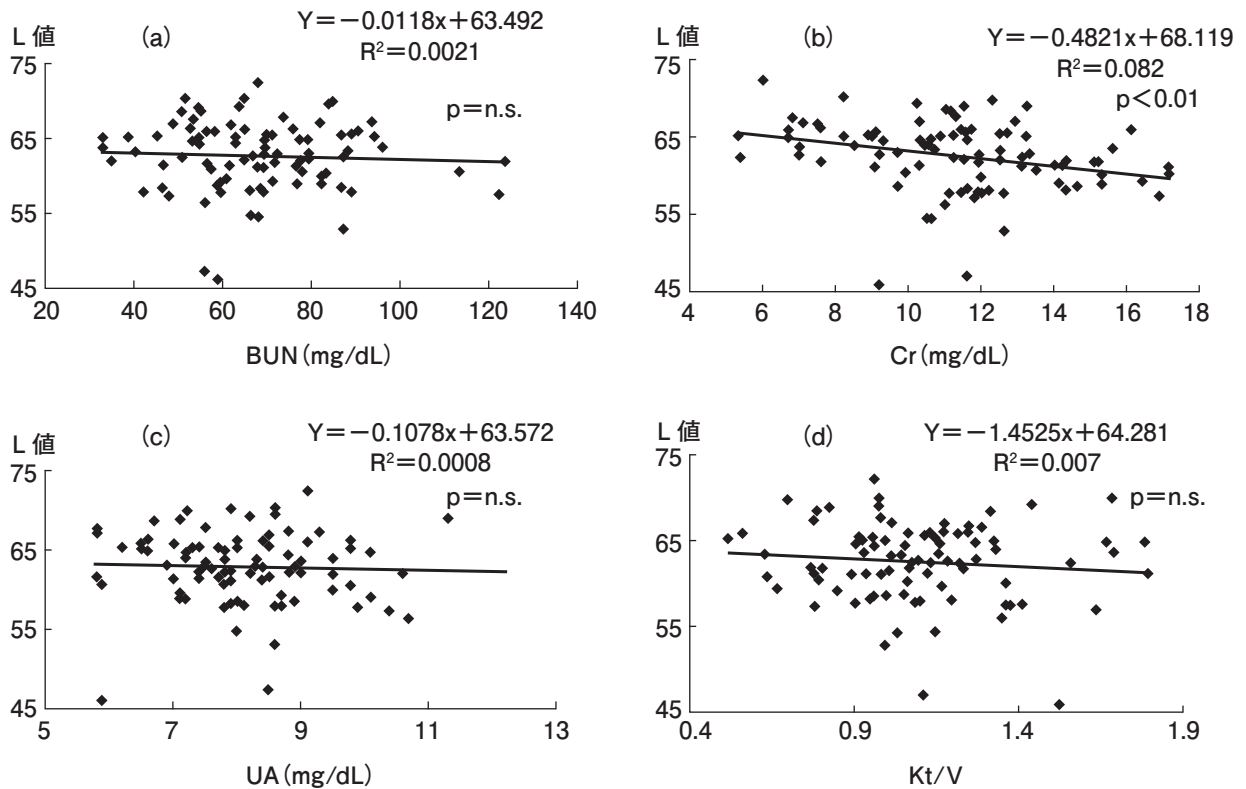 L 値
(a)
Y=−0.0118x+63.492
R²=0.0021
p=n.s.
75
65
55
45
20
40
60
80
100
120
140
BUN(mg/dL)
L 値
(b)
Y=−0.4821x+68.119
R²=0.082
p<0.01
75
65
55
45
4
6
8
10
12
14
16
18
Cr(mg/dL)
L 値
(c)
Y=−0.1078x+63.572
R²=0.0008
p=n.s.
75
65
55
45
5
7
9
11
13
UA(mg/dL)
L 値
(d)
Y=−1.4525x+64.281
R²=0.007
p=n.s.
75
65
55
45
0.4
0.9
1.4
1.9
Kt/V